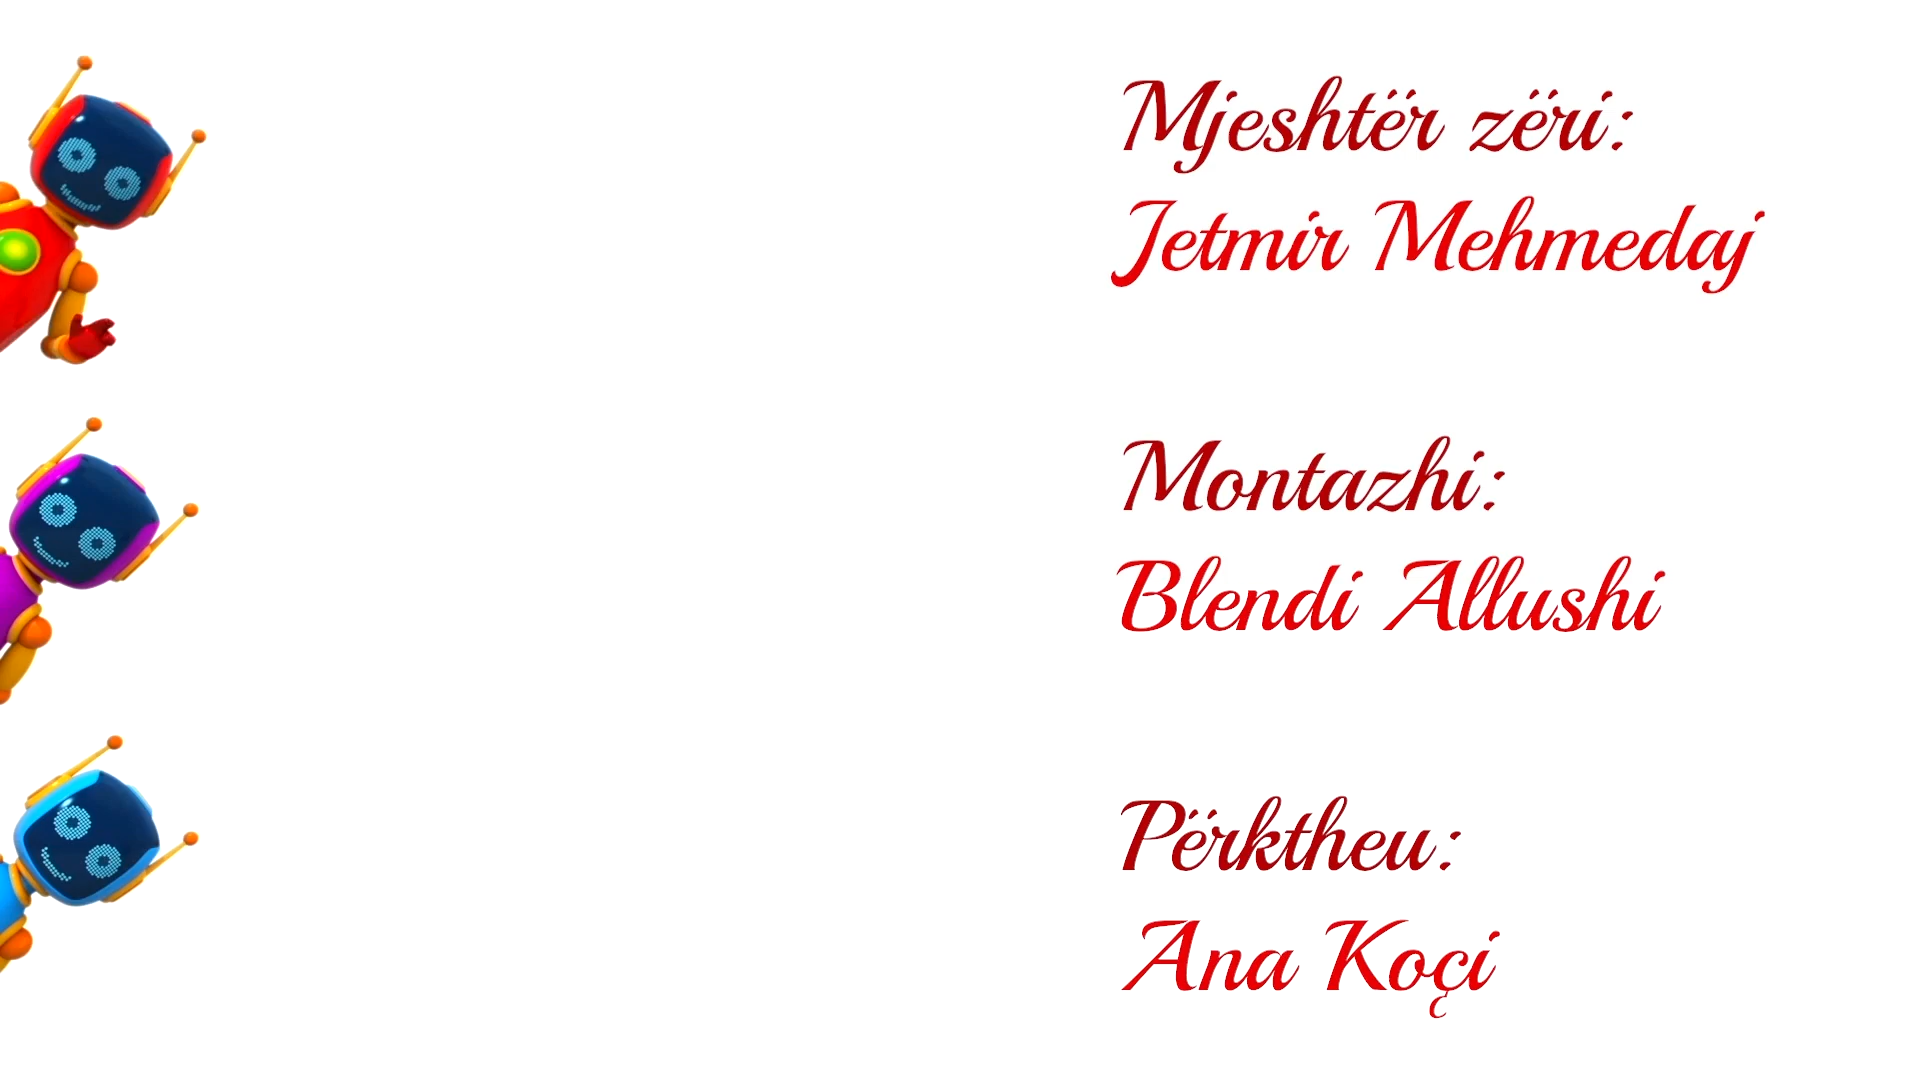 Mjeshtër zëri:
Jetmir Mehmedaj
Montazhi:
Blendi Allushi
Përktheu:
Ana Koçi